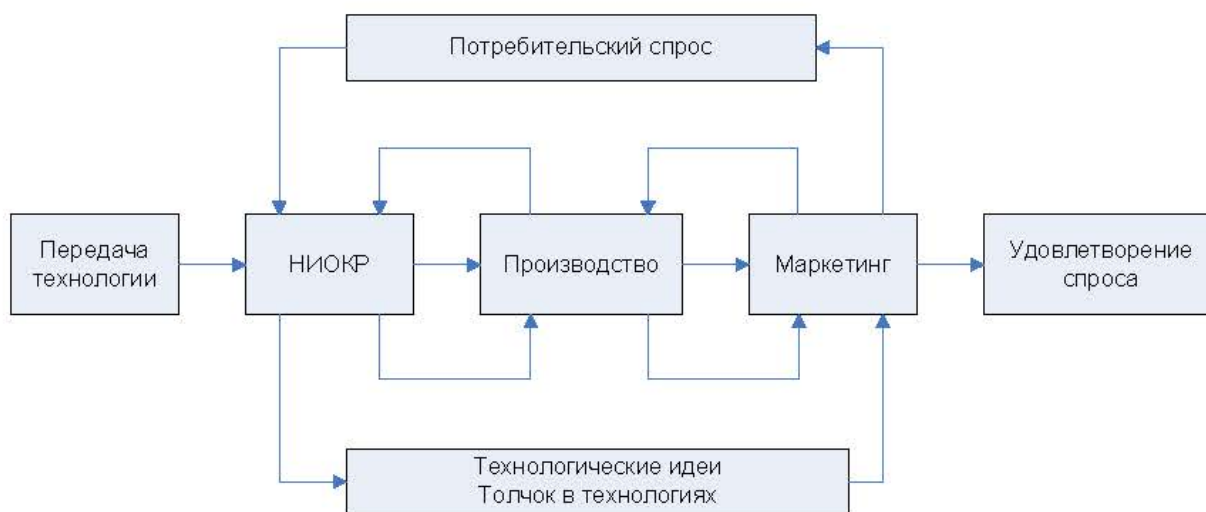 Потребительский спрос
Передача
технологии
НИОКР
Производство
Маркетинг
Удовлетворение
спроса
Технологические идеи
Толчок в технологиях